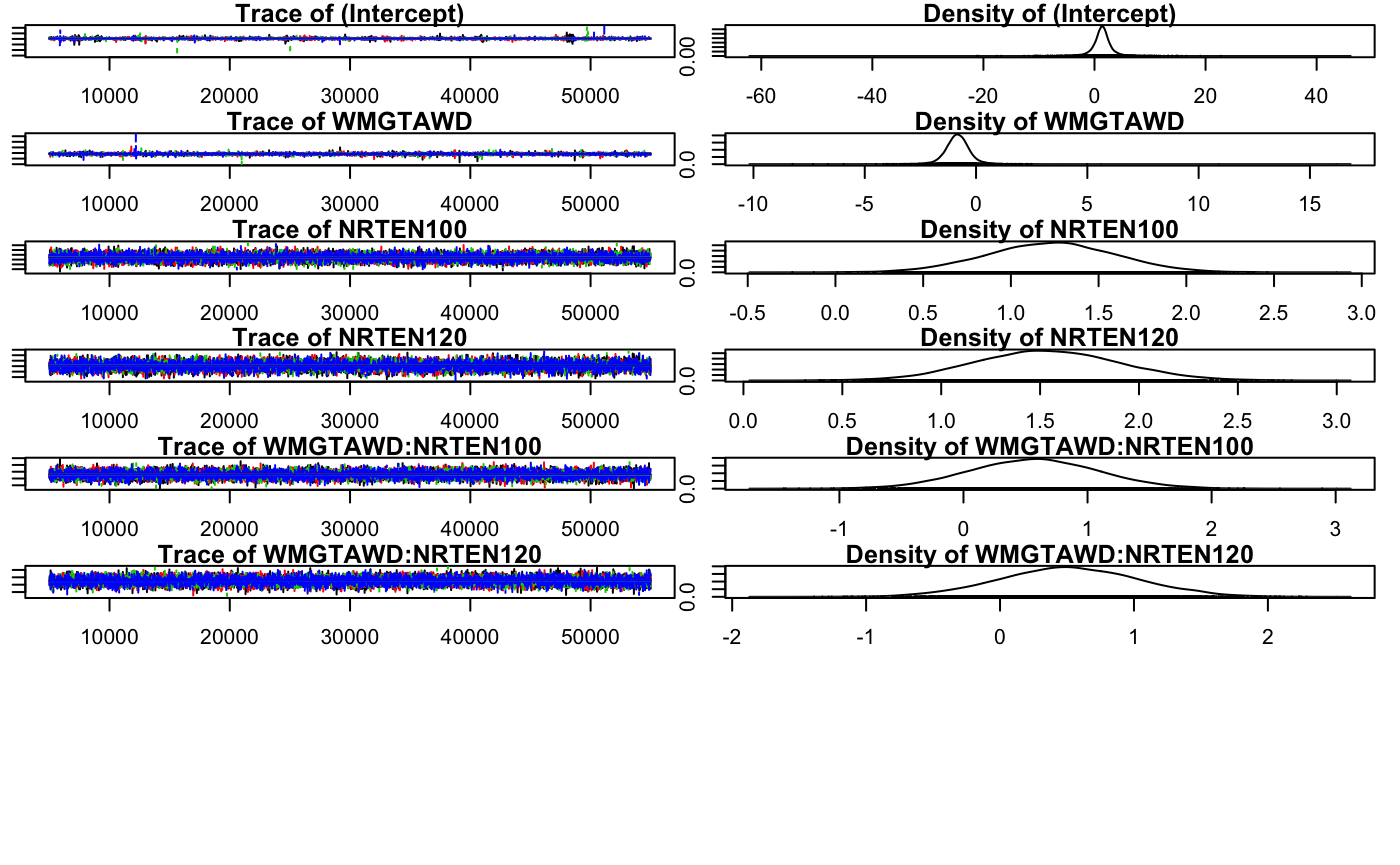 Trace of (Intercept) Density of (Intercept)
0.00
10000 20000 30000 40000 50000 -60 -40 -20 0 20 40
Trace of WMGTAWD Density of WMGTAWD
0.0
10000 20000 30000 40000 50000 -10 -5 0 5 10 15
Trace of NRTEN100 Density of NRTEN100
0.0
10000 20000 30000 40000 50000 -0.5 0.0 0.5 1.0 1.5 2.0 2.5 3.0
Trace of NRTEN120 Density of NRTEN120
0.0
10000 20000 30000 40000 50000 0.0 0.5 1.0 1.5 2.0 2.5 3.0
Trace of WMGTAWD:NRTEN100 Density of WMGTAWD:NRTEN100
0.0
10000 20000 30000 40000 50000 -1 0 1 2 3
Trace of WMGTAWD:NRTEN120 Density of WMGTAWD:NRTEN120
0.0
10000 20000 30000 40000 50000 -2 -1 0 1 2